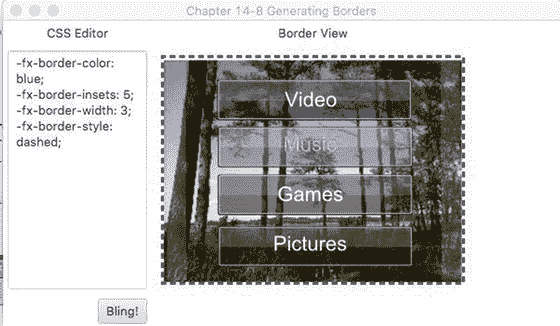 Chapter 14-8 Generating Borders
CSS Editor
Border View
-fx-border-color:
blue;
-fx-border-insets: 5;
-fx-border-width: 3;
-fx-border-style:
dashed;
Video
Music
Games
Pictures
Bling!